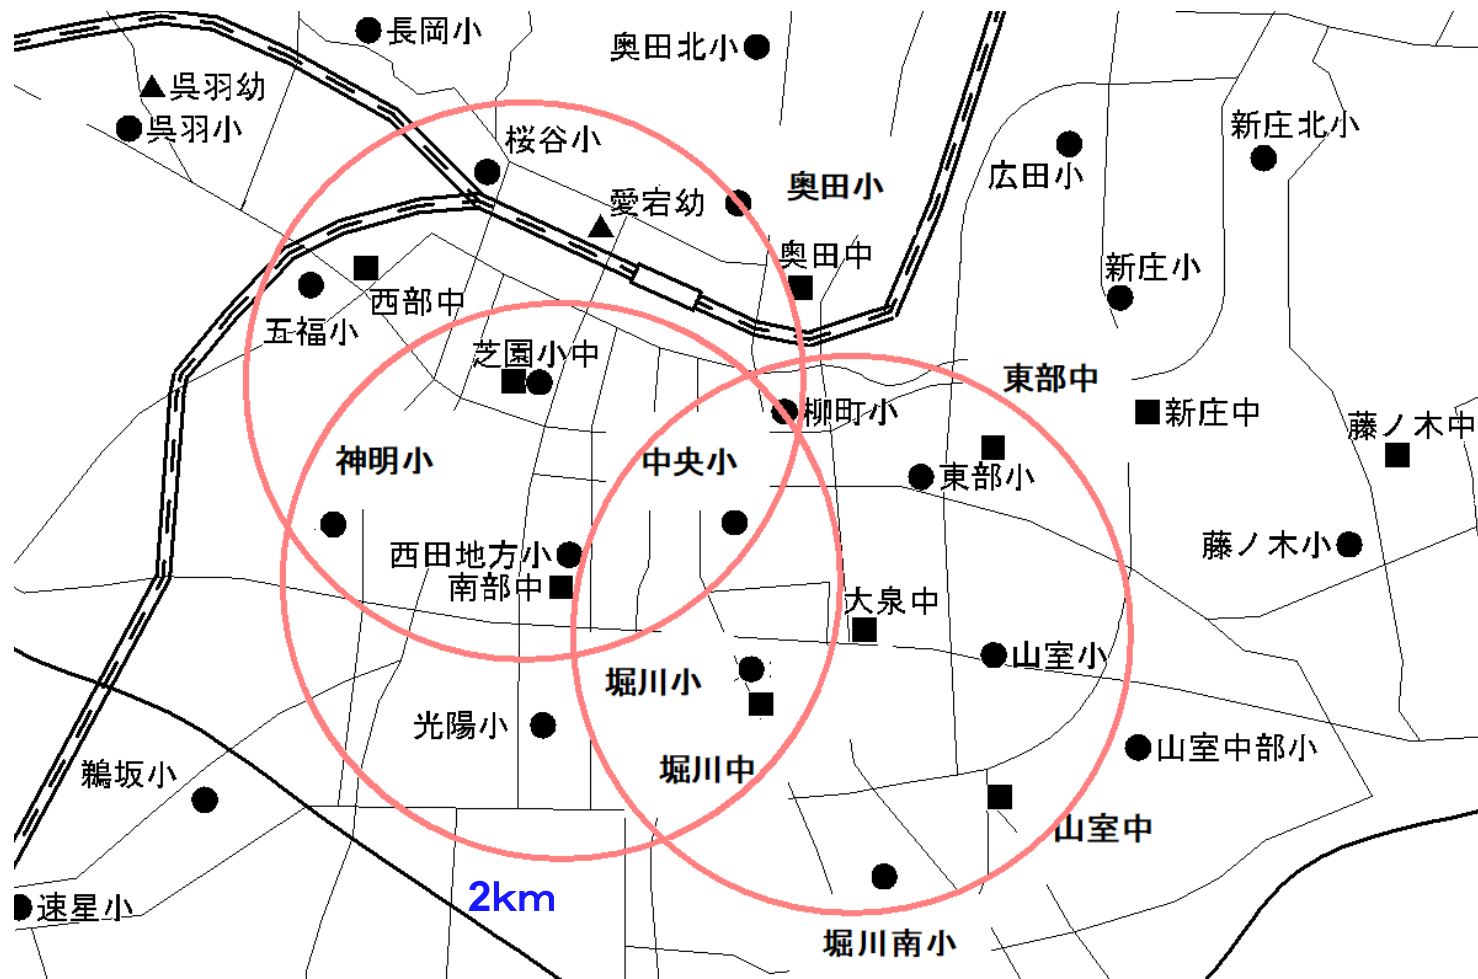 長岡小
奥田北小
呉羽幼
呉羽小
桜谷小
新庄北小
広田小
奥田小
愛宕幼
奥田中
新庄小
西部中
五福小
芝園小中
東部中
柳町小
新庄中
藤ノ木中
神明小
中央小
東部小
藤ノ木小
西田地方小
南部中
大泉中
山室小
堀川小
光陽小
山室中部小
堀川中
鵜坂小
山室中
2km
速星小
堀川南小